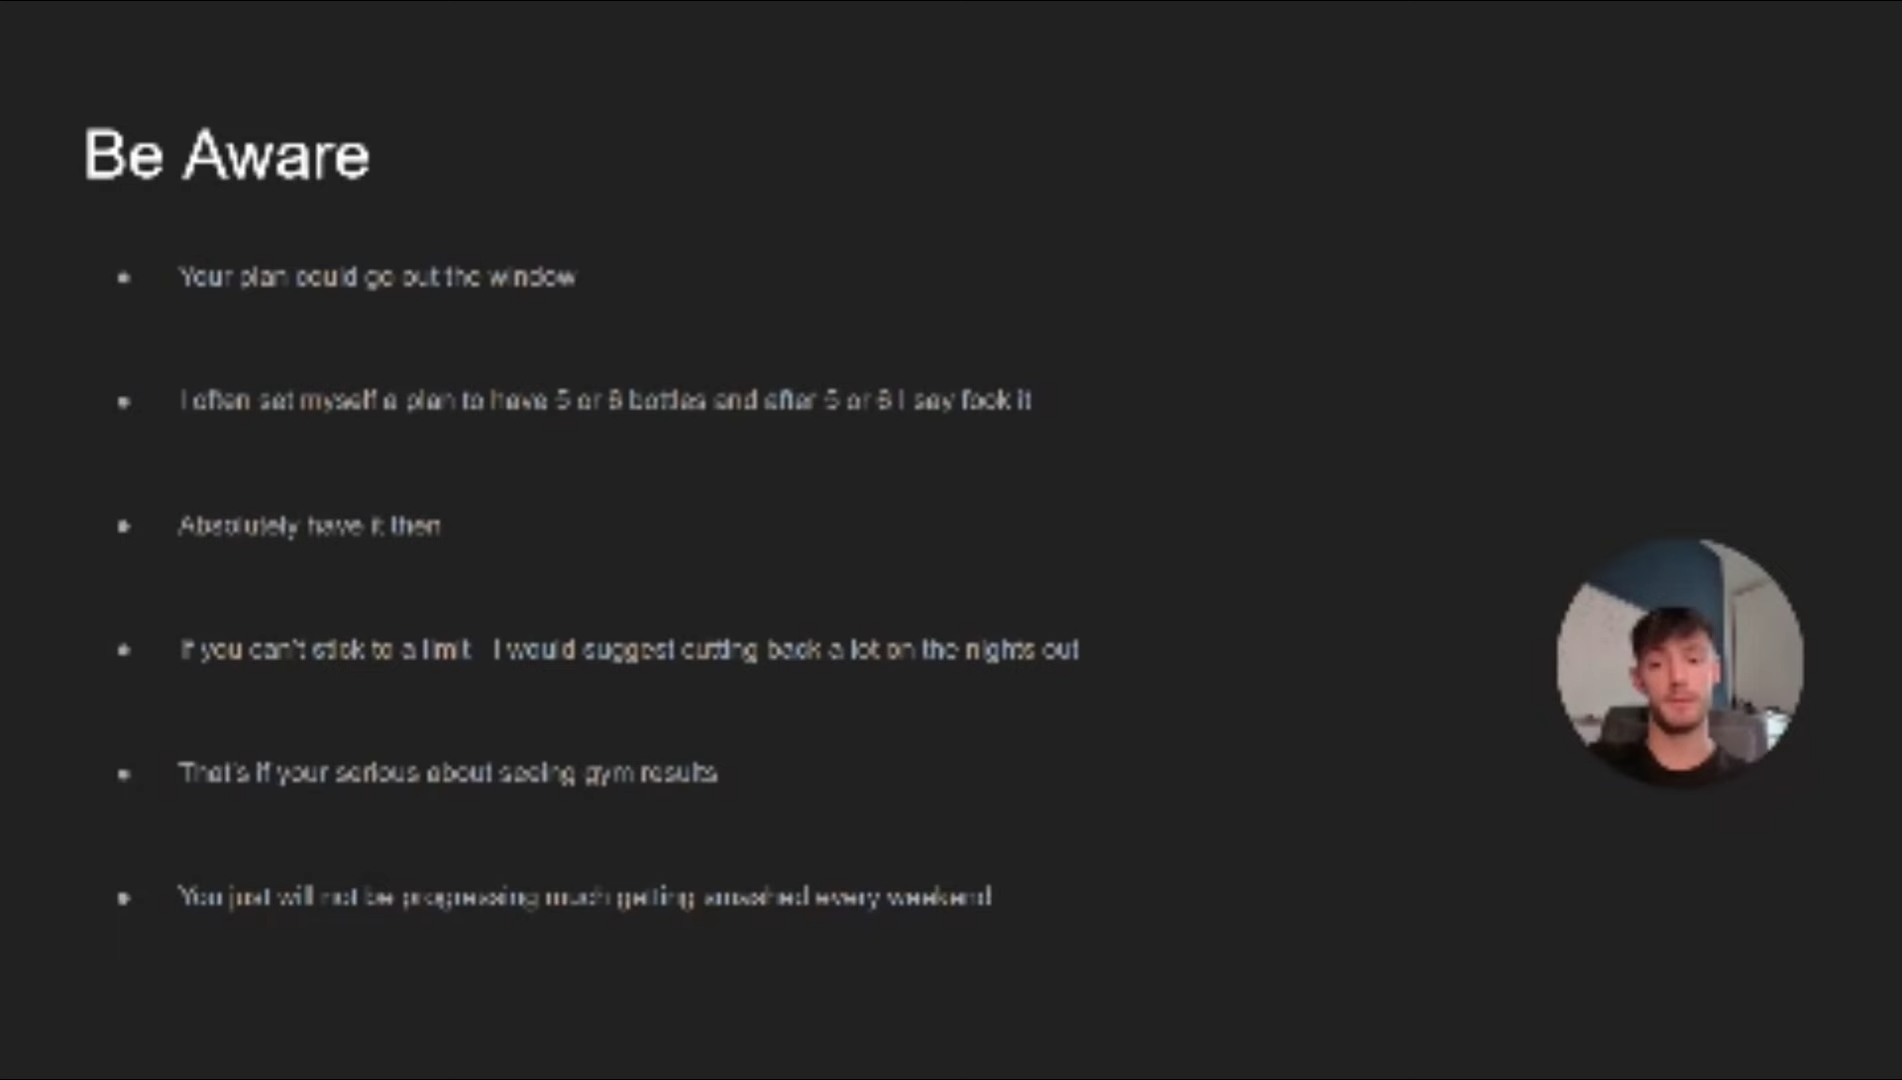 Be Aware
Your plan could go out the window
I often set myself a plan to have 5 or 6 bottles and after 5 or 6 I say fook it
Absolutely have it then
If you can't stick to a limit - I would suggest cutting back a lot on the nights out
That's if your serious about seeing gym results
You just will not be progressing much getting smashed every weekend